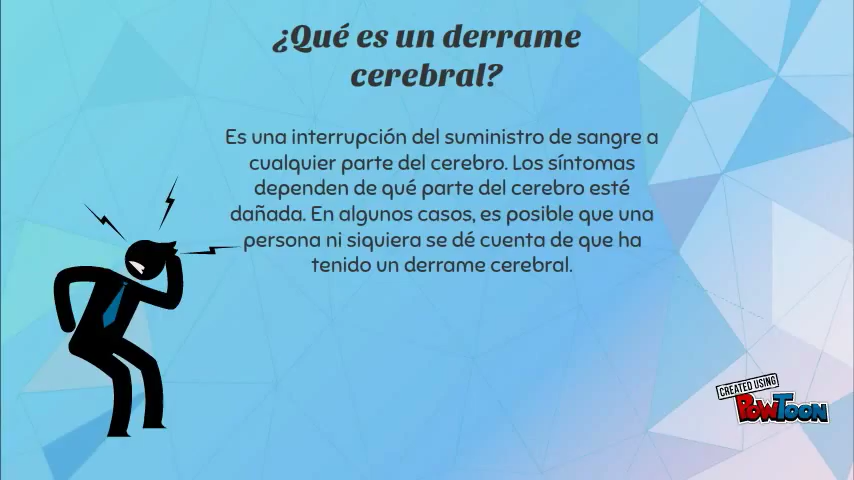 ¿Qué es un derrame
cerebral?
Es una interrupción del suministro de sangre a
cualquier parte del cerebro. Los síntomas
dependen de qué parte del cerebro esté
dañada. En algunos casos, es posible que una
persona ni siquiera se dé cuenta de que ha
tenido un derrame cerebral.
CREATED USING
POWTOON